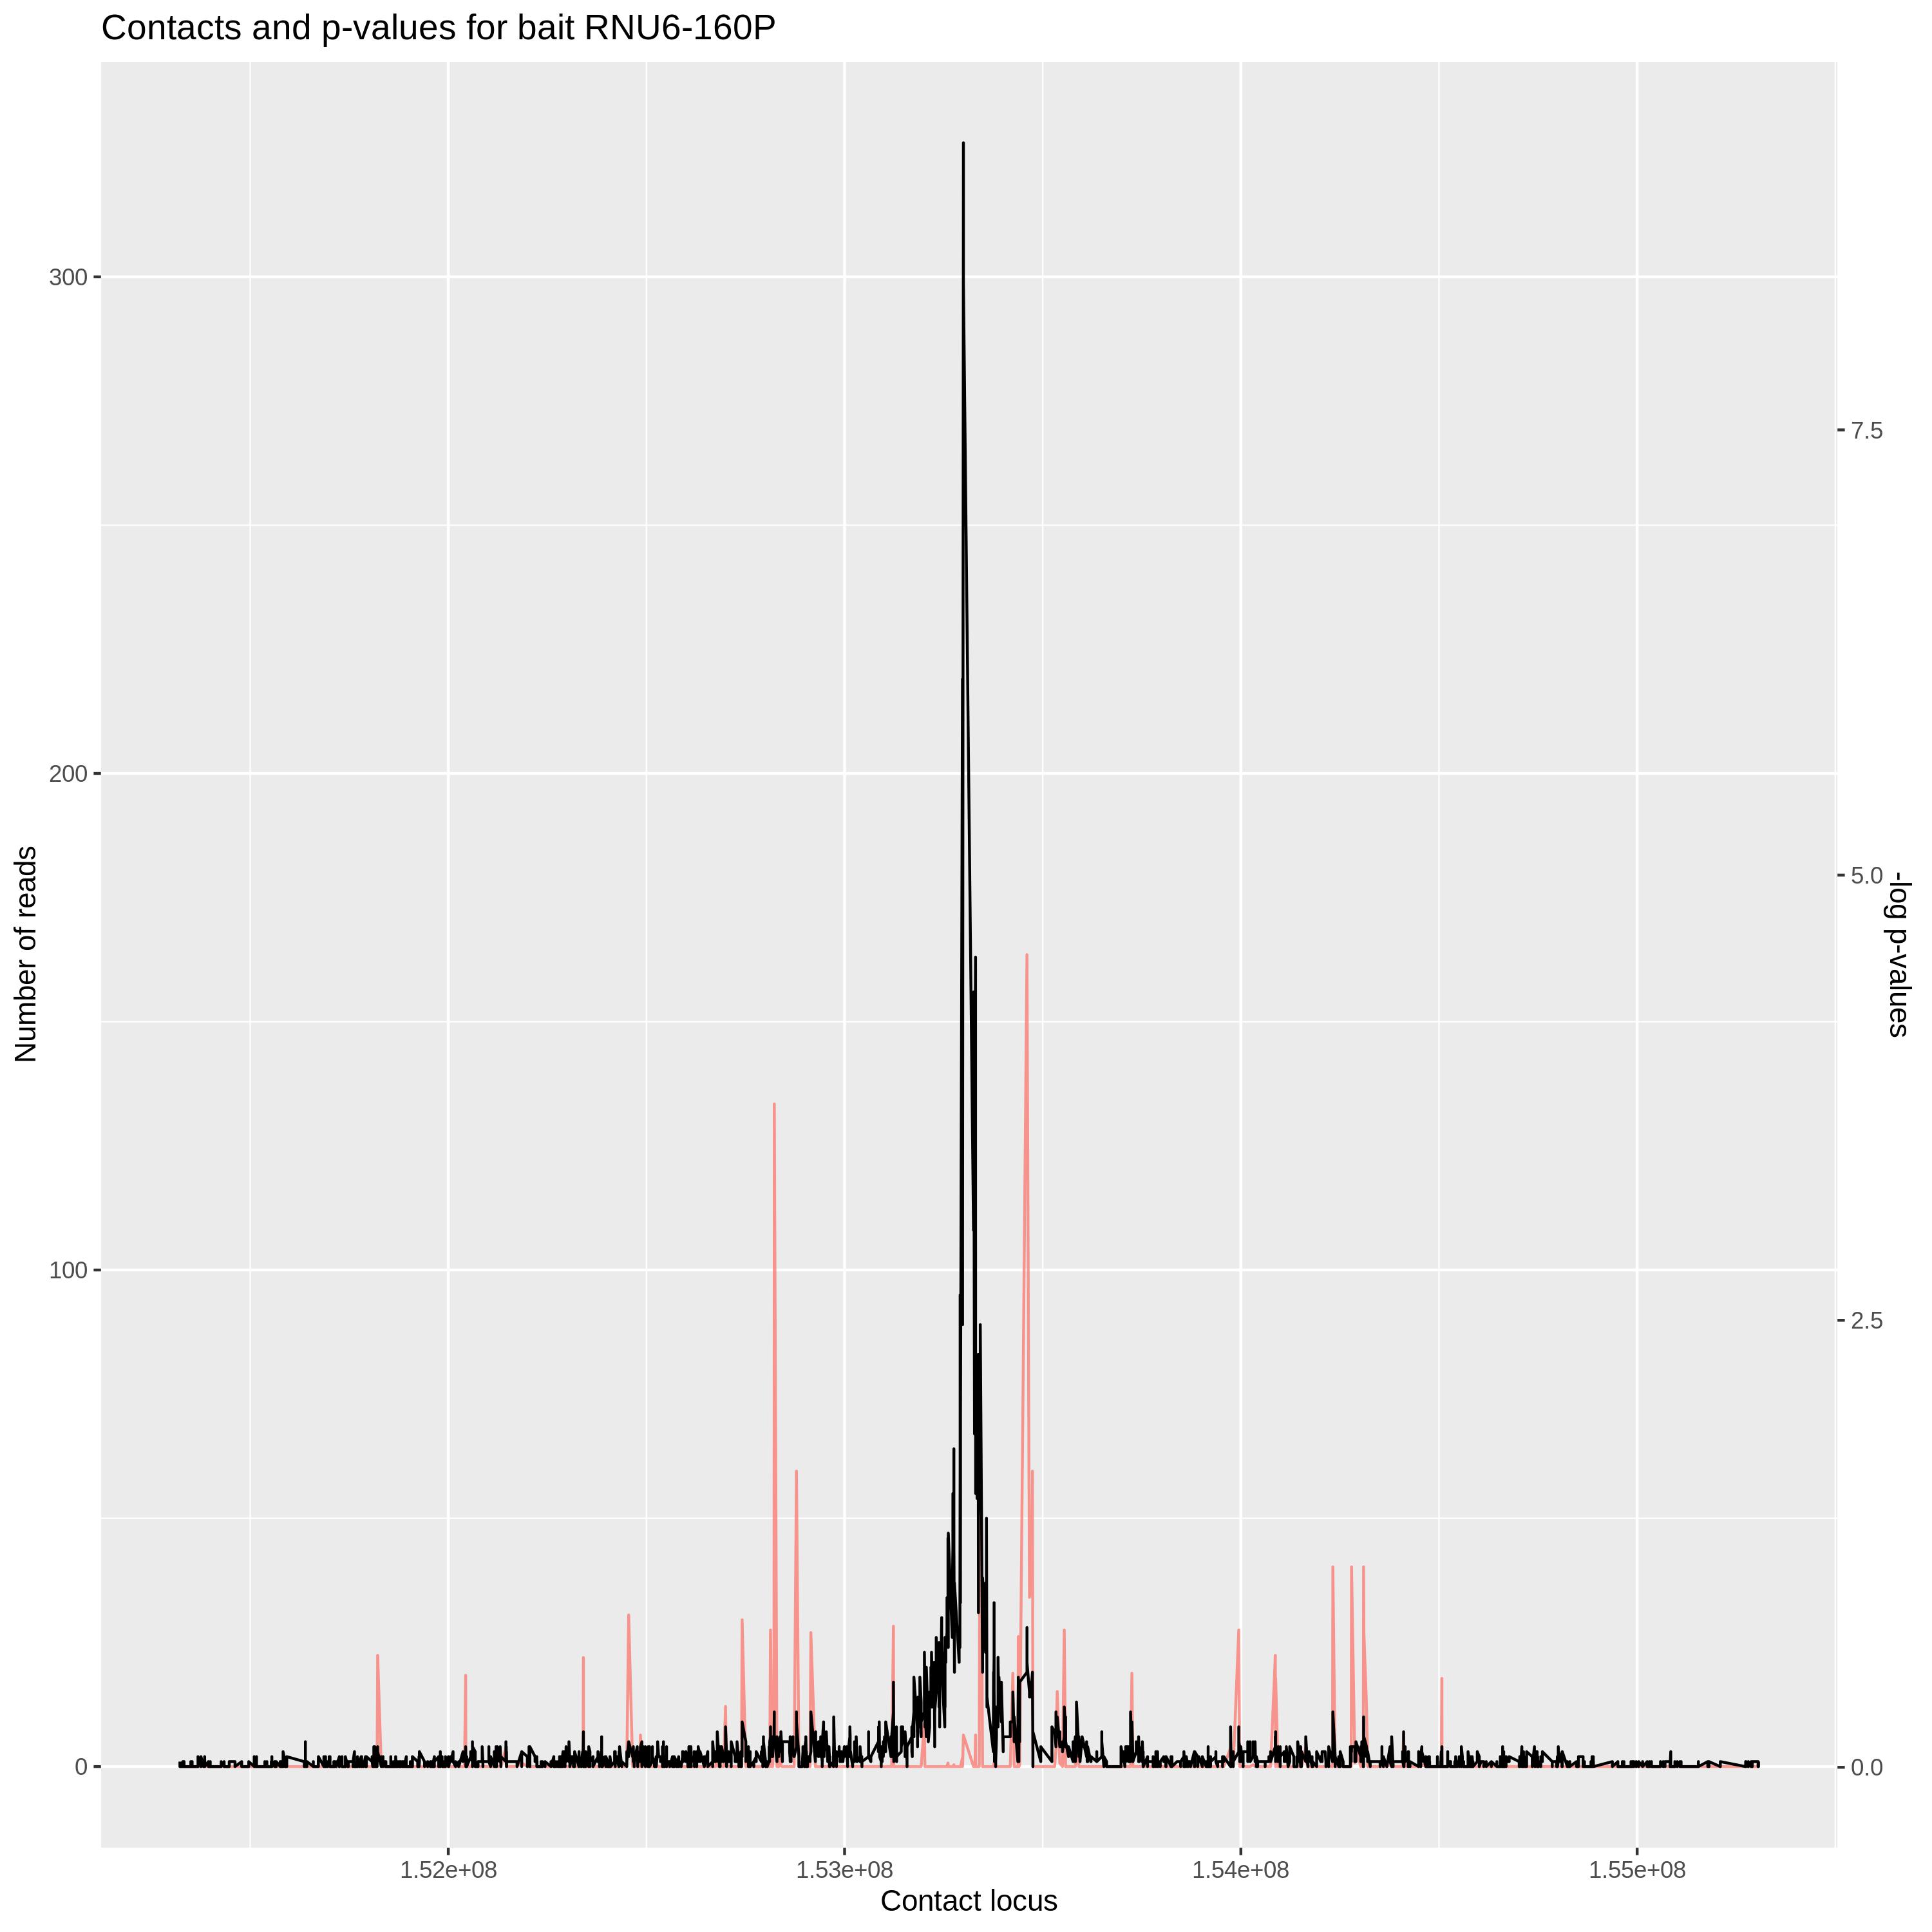 Contacts and p-values for bait RNU6-160P
300
200
100
0
Number of reads
7.5
5.0
2.5
0.0
-log p-values
1.52e+08
1.53e+08
1.54e+08
1.55e+08
Contact locus